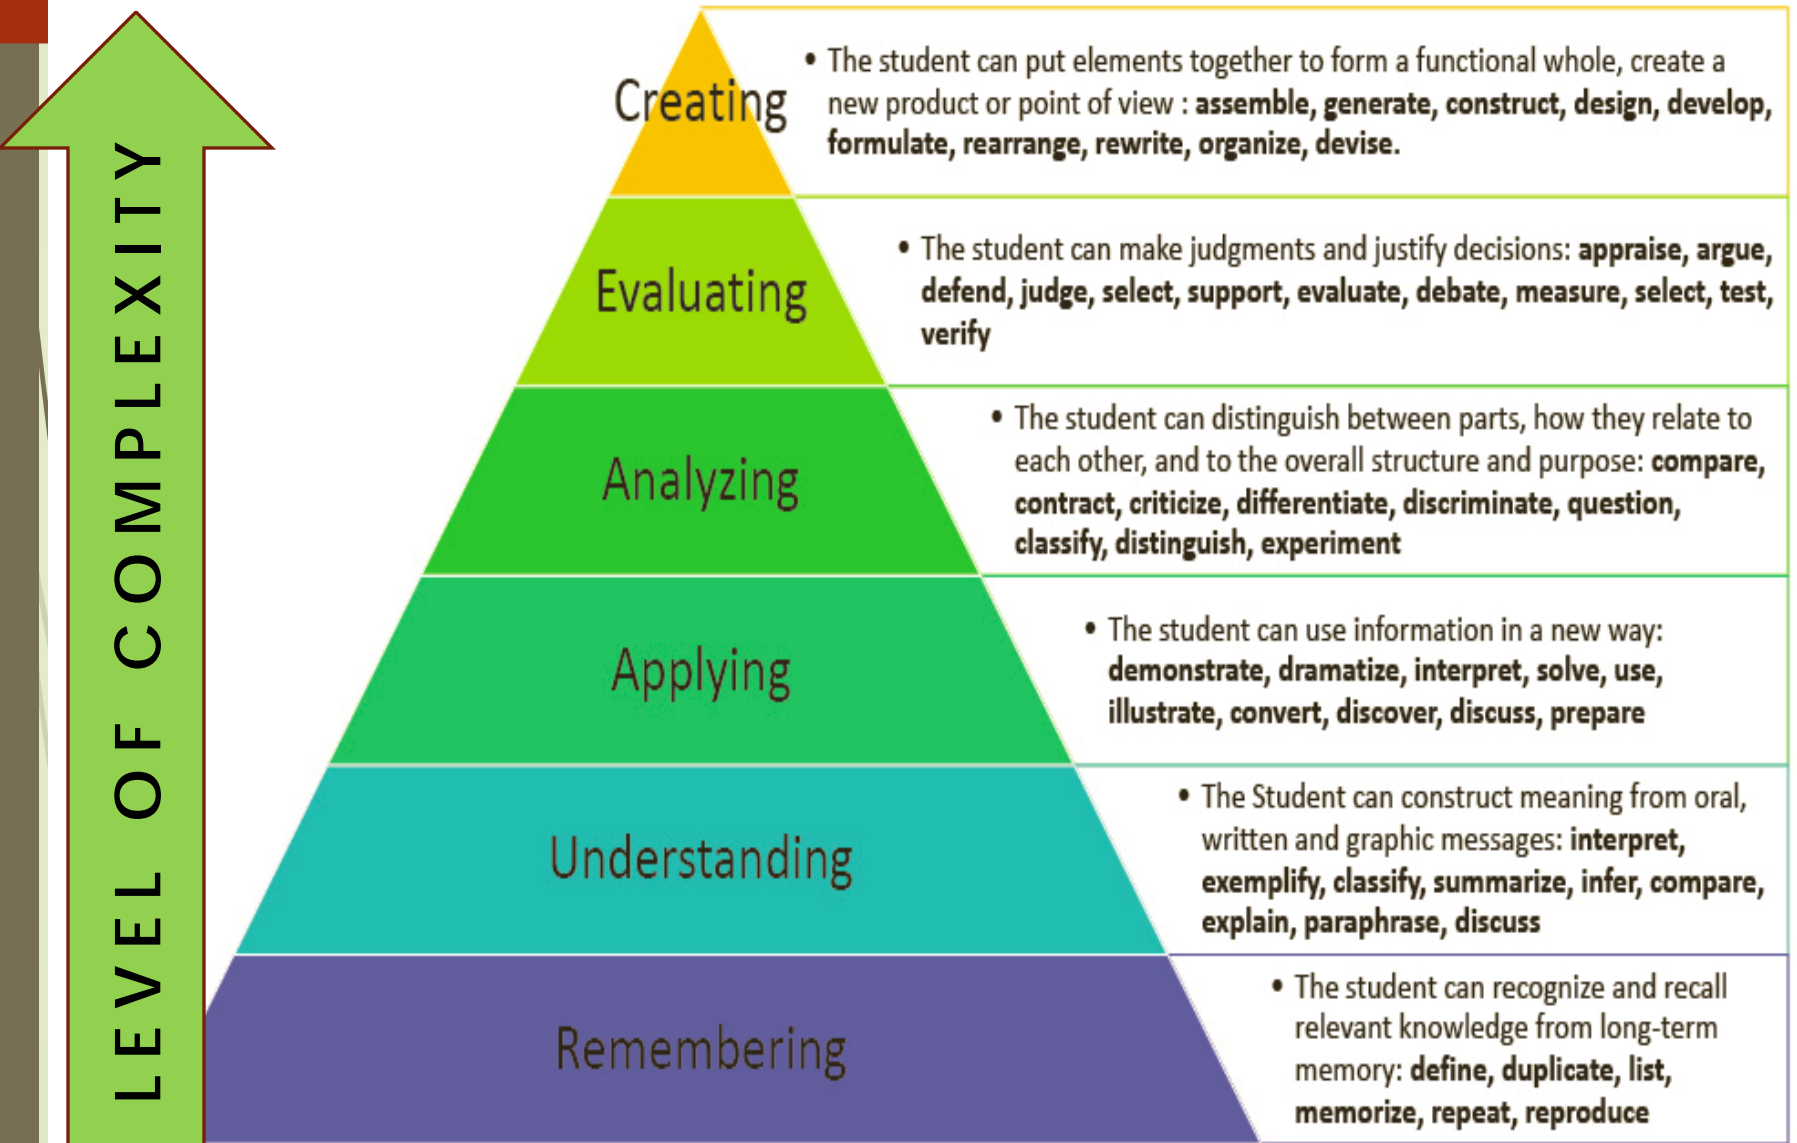 LEVEL OF COMPLEXITY
Creating
• The student can put elements together to form a functional whole, create a
new product or point of view : assemble, generate, construct, design, develop,
formulate, rearrange, rewrite, organize, devise.
Evaluating
• The student can make judgments and justify decisions: appraise, argue,
defend, judge, select, support, evaluate, debate, measure, select, test,
verify
Analyzing
• The student can distinguish between parts, how they relate to
each other, and to the overall structure and purpose: compare,
contract, criticize, differentiate, discriminate, question,
classify, distinguish, experiment
Applying
• The student can use information in a new way:
demonstrate, dramatize, interpret, solve, use,
illustrate, convert, discover, discuss, prepare
Understanding
• The Student can construct meaning from oral,
written and graphic messages: interpret,
exemplify, classify, summarize, infer, compare,
explain, paraphrase, discuss
Remembering
• The student can recognize and recall
relevant knowledge from long-term
memory: define, duplicate, list,
memorize, repeat, reproduce